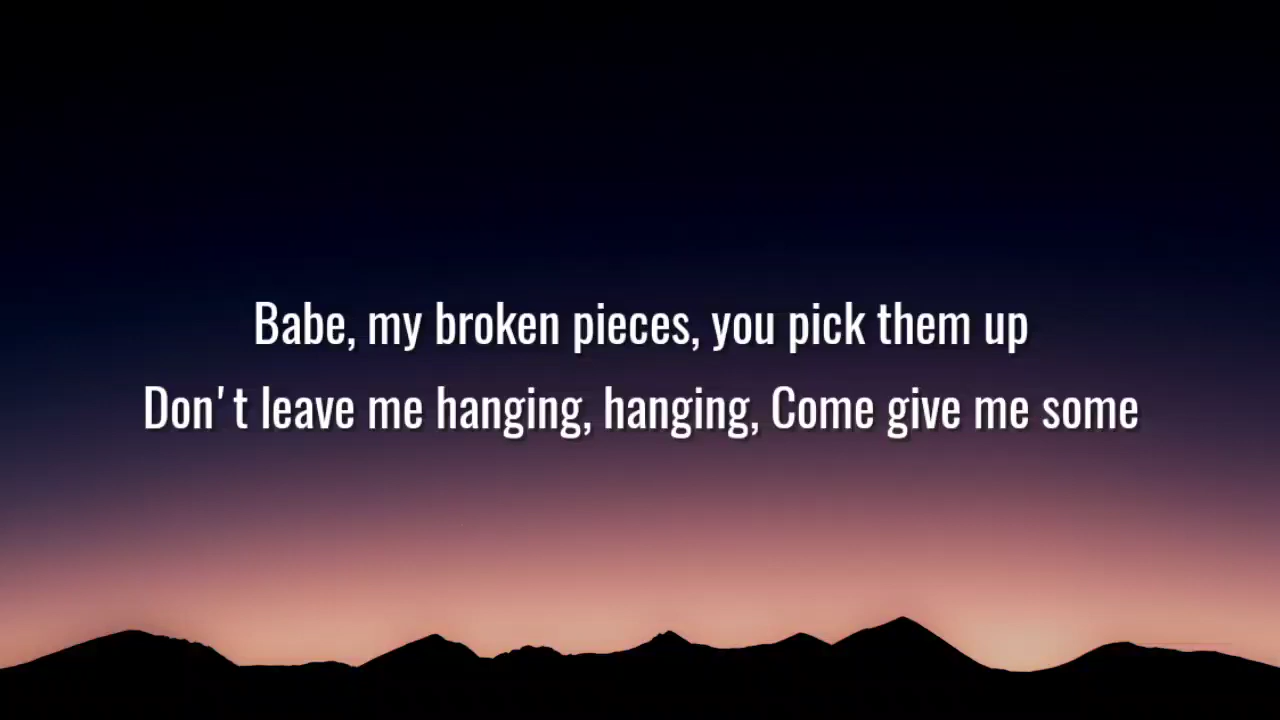 Babe, my broken pieces, you pick them up
Don't leave me hanging, hanging, Come give me some